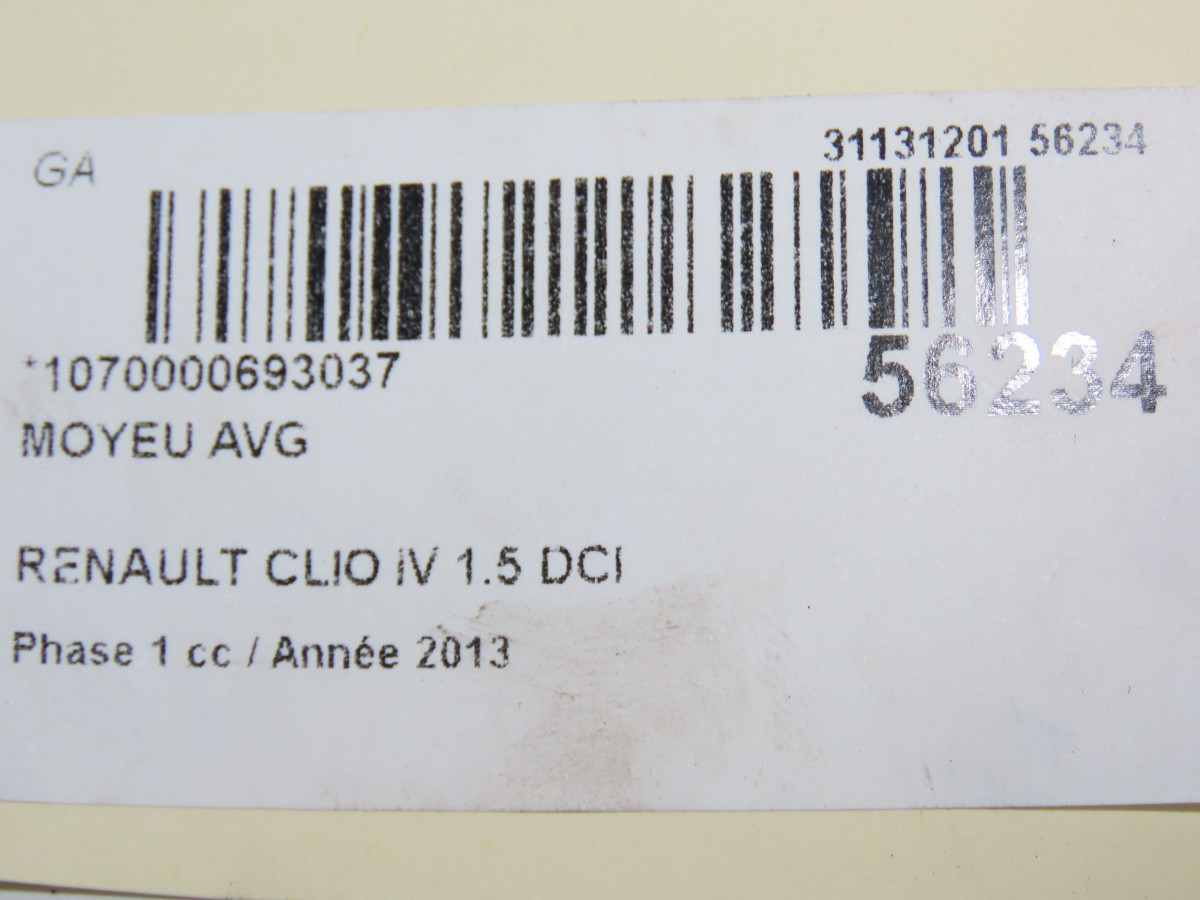 GA
31131201 56234
*1070000693037
56234
MOYEU AVG
RENAULT CLIO IV 1.5 DCI
Phase 1 cc / Année 2013